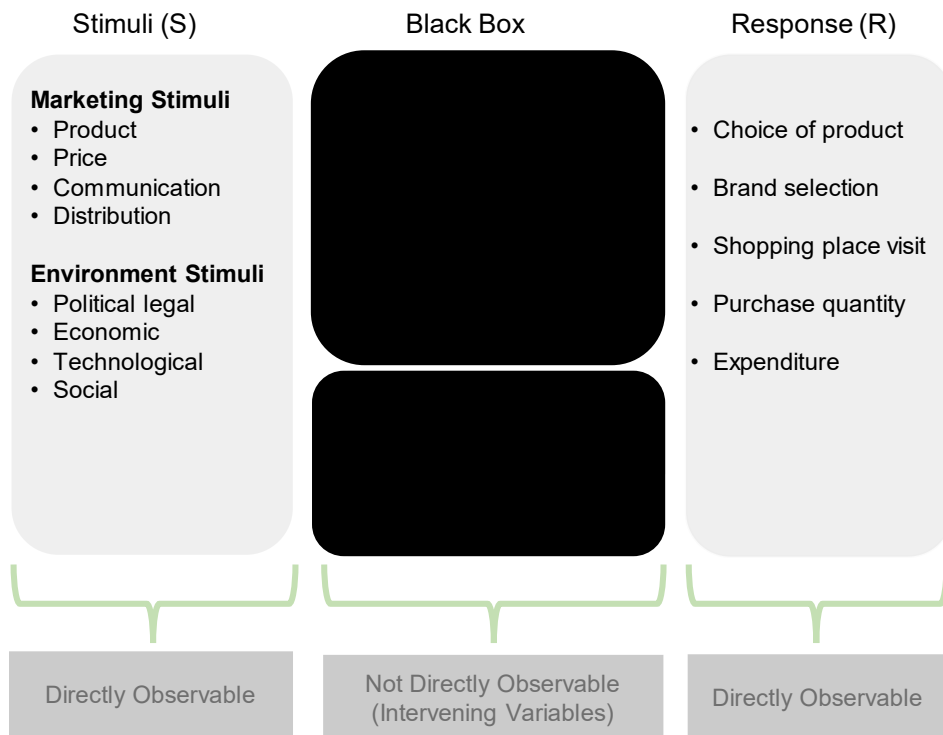 Stimuli (S)
Black Box
Response (R)
Marketing Stimuli
• Product
• Price
• Communication
• Distribution
Environment Stimuli
• Political legal
• Economic
• Technological
• Social
• Choice of product
• Brand selection
• Shopping place visit
• Purchase quantity
• Expenditure
Directly Observable
Not Directly Observable
(Intervening Variables)
Directly Observable